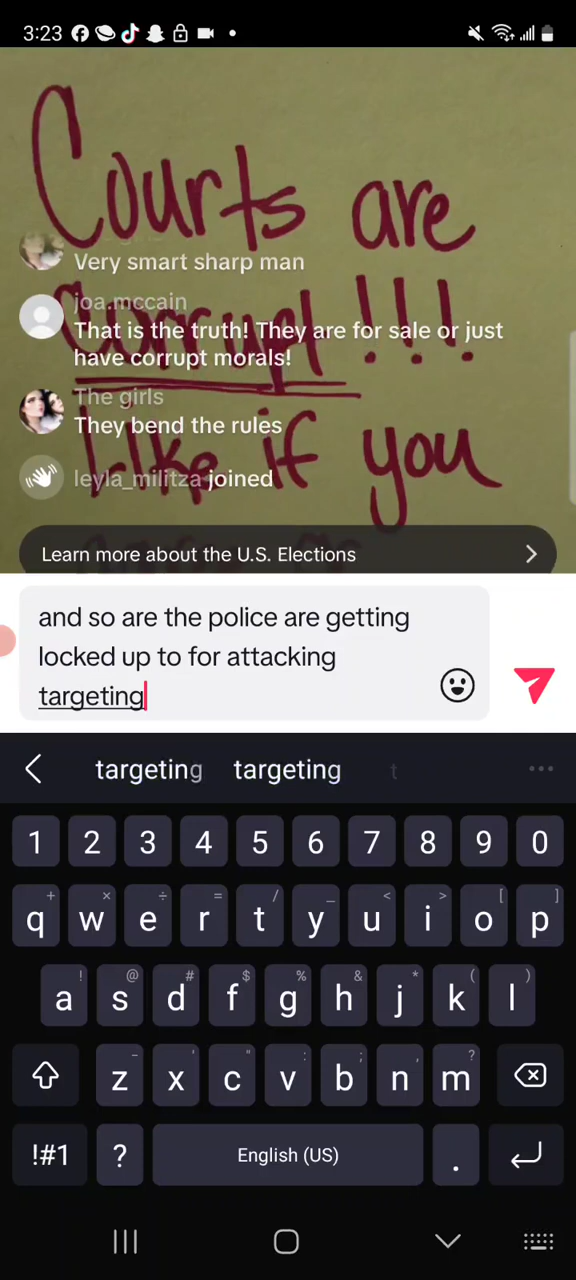 3:23
Courts are
Very smart sharp man
joa.mccain
Corrupt!!!
That is the truth! They are for sale or just
have corrupt morals!
The girls
They bend the rules
Like if you
leyla_militza joined
Learn more about the U.S. Elections
and so are the police are getting
locked up to for attacking
targeting
targeting targeting t
1 2 3 4 5 6 7 8 9 0
+ × ÷ = / _ < > [ ]
q w e r t y u i o p
! @ # $ % & * ( )
a s d f g h j k l
- ' " : ; , ?
z x c v b n m
!#1 ? English (US) .